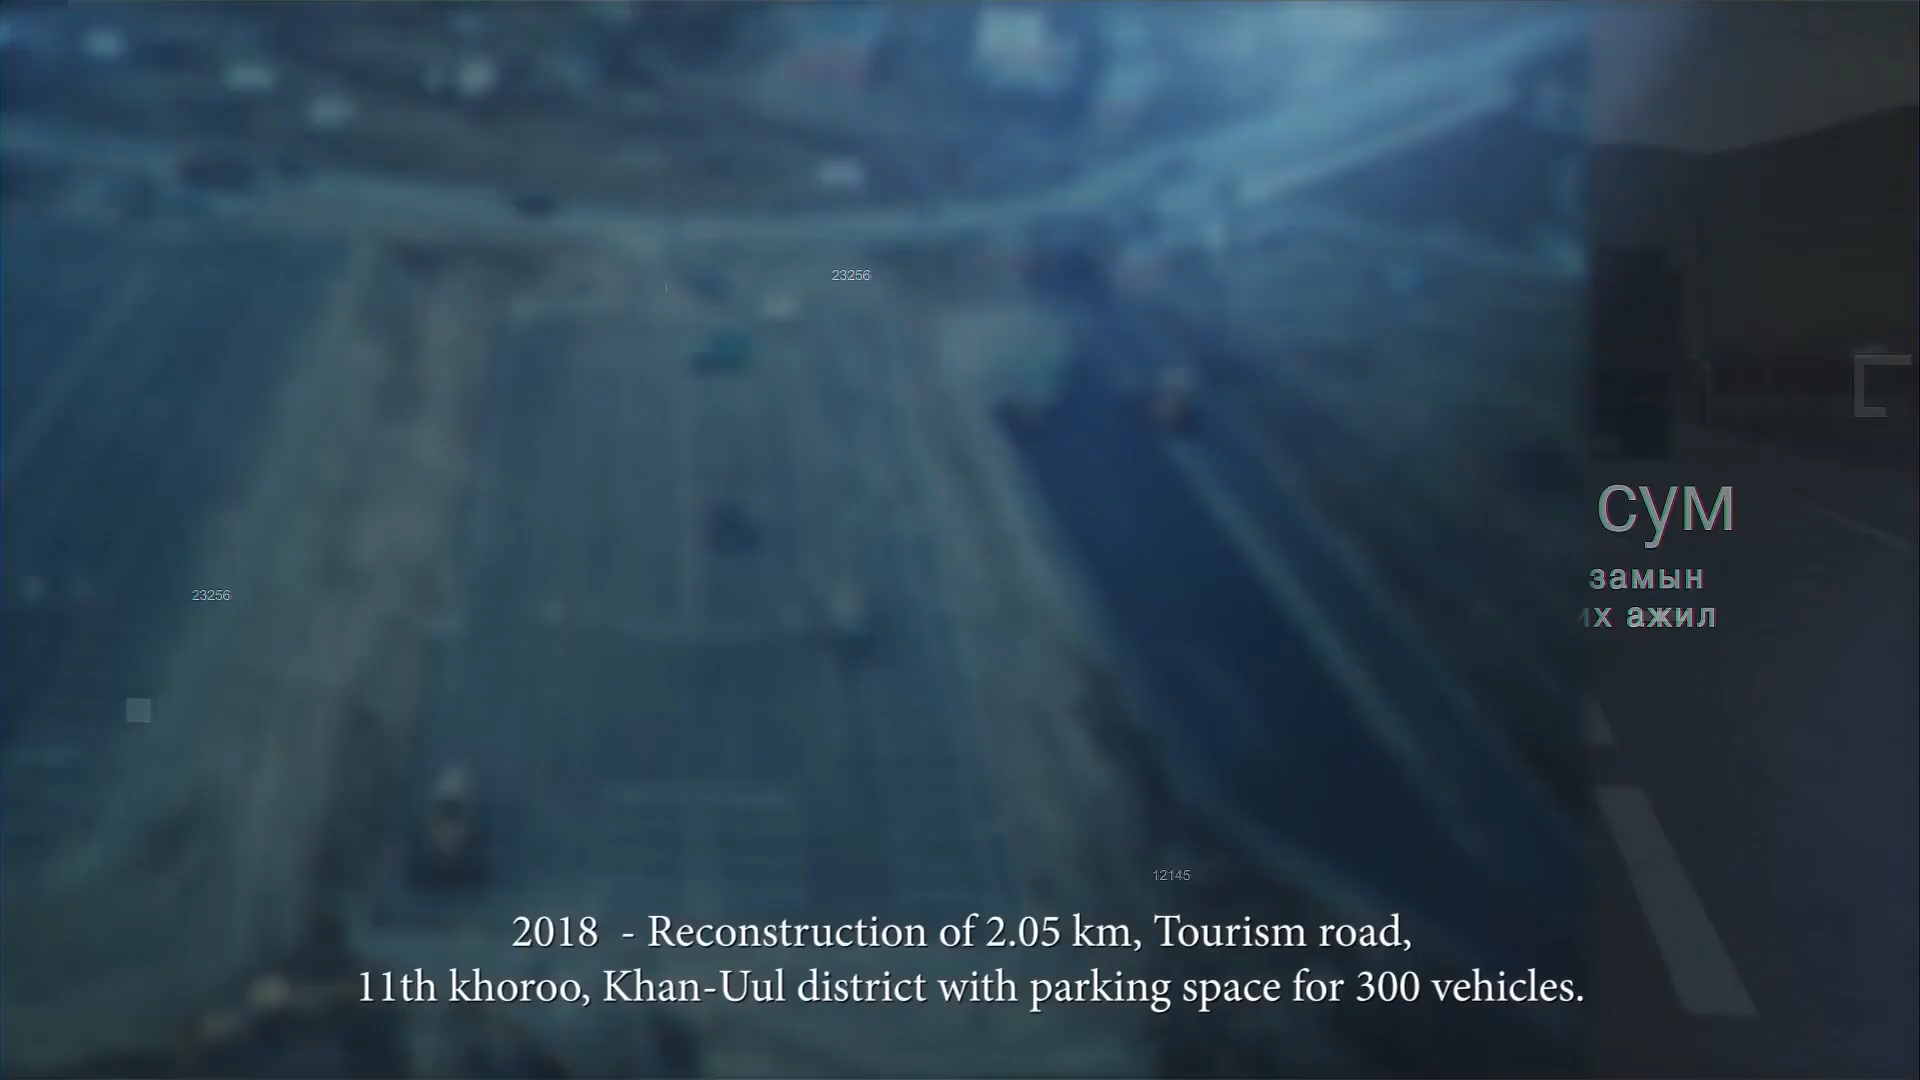 23256
сум
замын
23256
их ажил
12145
2018 - Reconstruction of 2.05 km, Tourism road,
11th khoroo, Khan-Uul district with parking space for 300 vehicles.